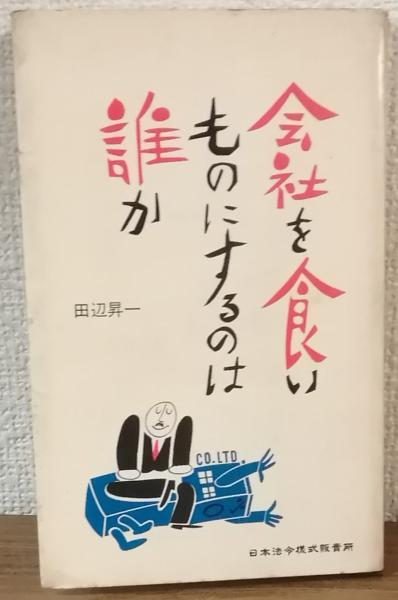 会社を食い
ものにするのは
誰か
田辺昇一
CO.LTD.
日本法令様式販売所